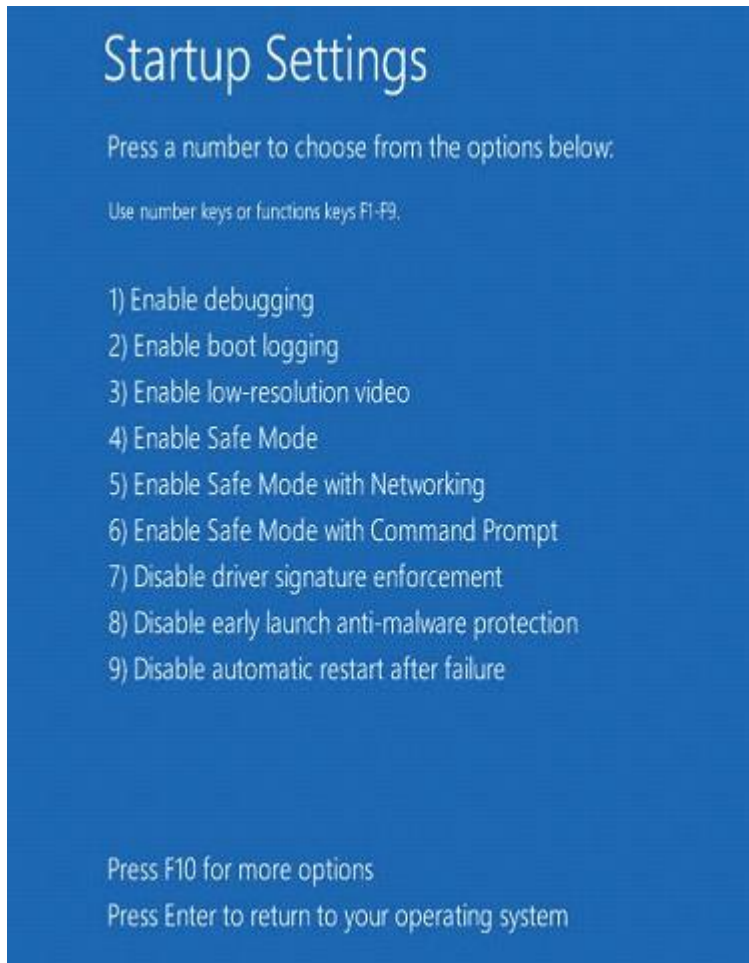 Startup Settings
Press a number to choose from the options below:
Use number keys or functions keys F1-F9.
1) Enable debugging
2) Enable boot logging
3) Enable low-resolution video
4) Enable Safe Mode
5) Enable Safe Mode with Networking
6) Enable Safe Mode with Command Prompt
7) Disable driver signature enforcement
8) Disable early launch anti-malware protection
9) Disable automatic restart after failure
Press F10 for more options
Press Enter to return to your operating system